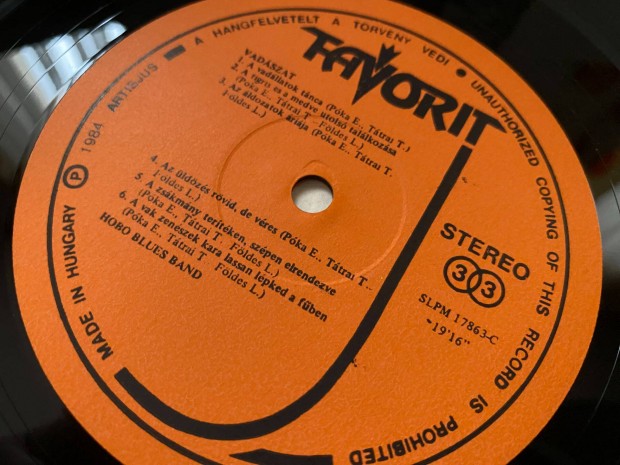 MADE IN HUNGARY Ⓟ 1984 ARTISJUS • A HANGFELVÉTELT A TÖRVÉNY VÉDI • UNAUTHORIZED COPYING OF THIS RECORD IS PROHIBITED
FAVORIT
VADÁSZAT
1. A vadállatok tánca (Póka E., Tátrai T.)
2. A tigris és a medve utolsó találkozása
(Póka E., Tátrai T. Földes L.)
3. Az áldozatok áriája (Póka E., Tátrai T.
Földes L.)
4. Az üldözés rövid, de véres (Póka E., Tátrai T..
Földes L.)
5. A zsákmány terítéken, szépen elrendezve
(Póka E., Tátrai T. Földes L.)
6. A vak zenészek kara lassan lépked a fűben
(Póka E., Tátrai T Földes L.)
HOBO BLUES BAND
STEREO
33
SLPM 17863-C
"19'16"